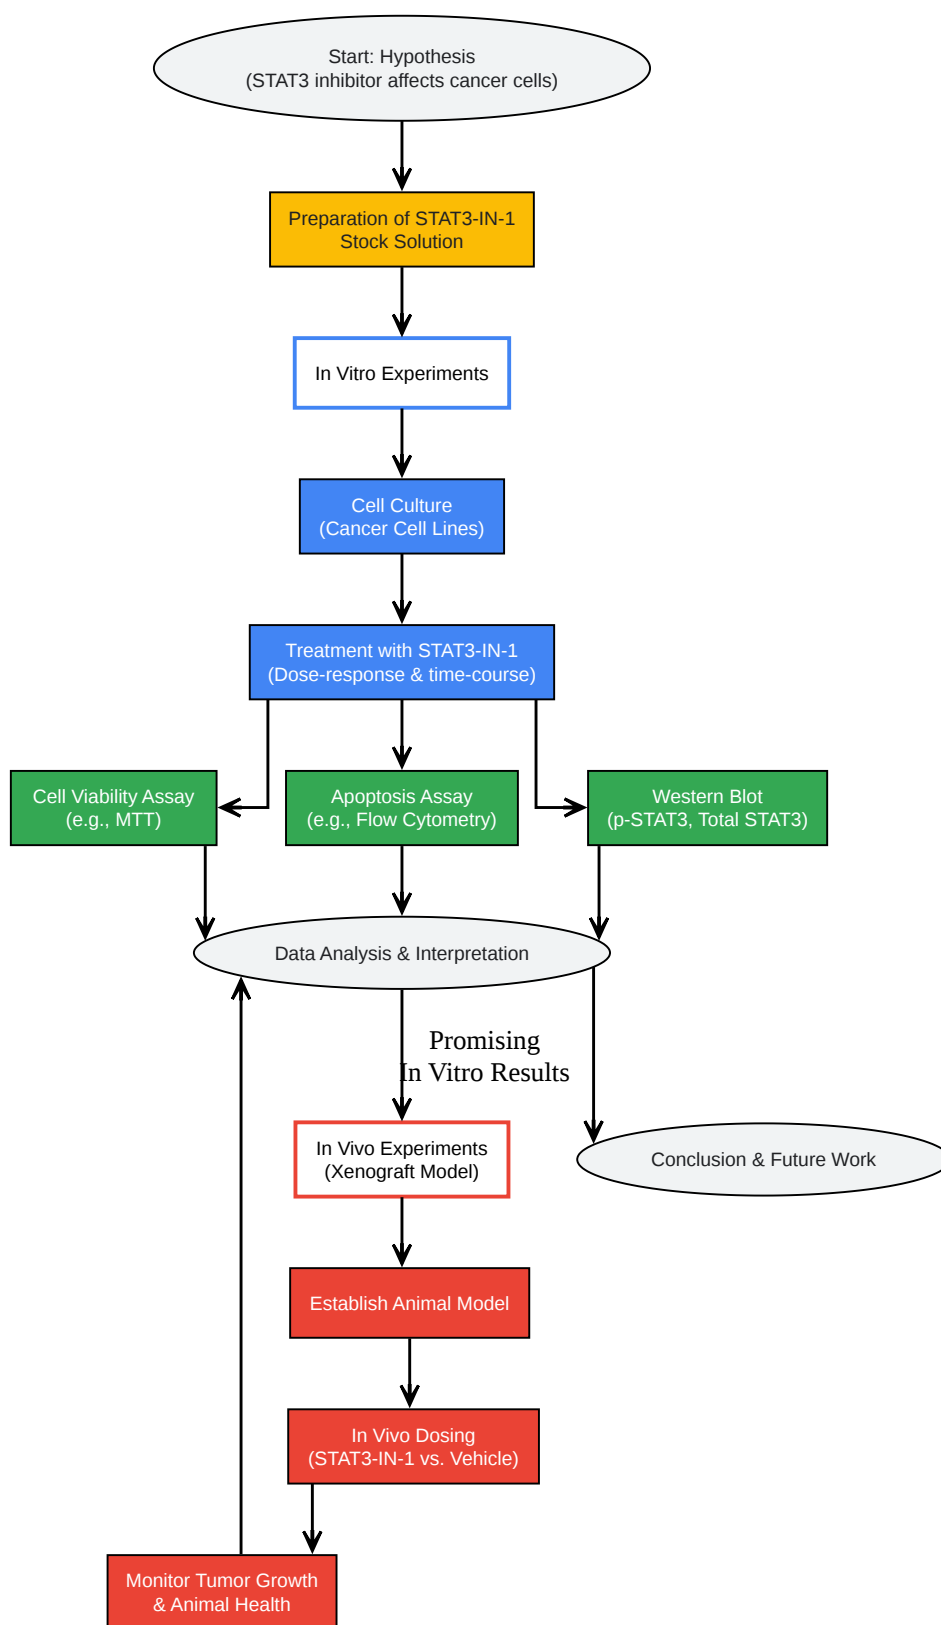 Start: Hypothesis
(STAT3 inhibitor affects cancer cells)
Preparation of STAT3-IN-1
Stock Solution
In Vitro Experiments
Cell Culture
(Cancer Cell Lines)
Treatment with STAT3-IN-1
(Dose-response & time-course)
Cell Viability Assay
(e.g., MTT)
Apoptosis Assay
(e.g., Flow Cytometry)
Western Blot
(p-STAT3, Total STAT3)
Data Analysis & Interpretation
Promising
In Vitro Results
In Vivo Experiments
(Xenograft Model)
Conclusion & Future Work
Establish Animal Model
In Vivo Dosing
(STAT3-IN-1 vs. Vehicle)
Monitor Tumor Growth
& Animal Health